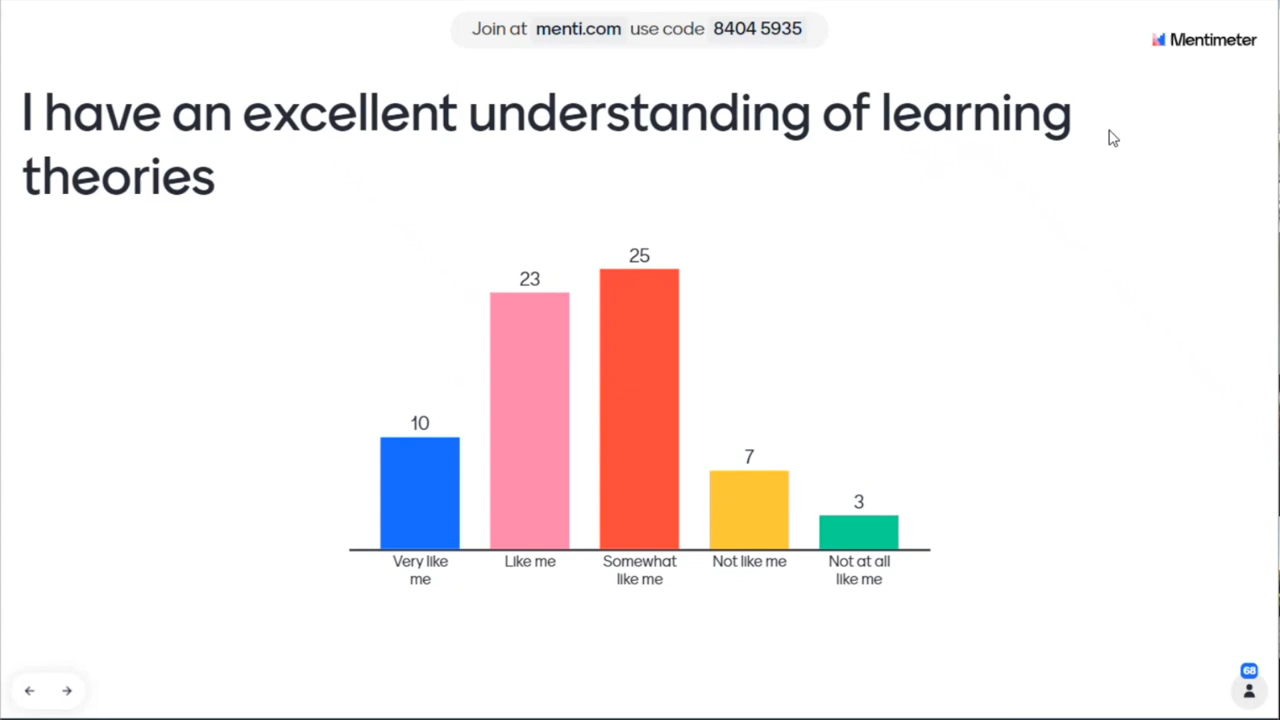 Join at menti.com use code 8404 5935
Mentimeter
I have an excellent understanding of learning
theories
25
23
10
7
3
Very like
me
Like me
Somewhat
like me
Not like me
Not at all
like me
68